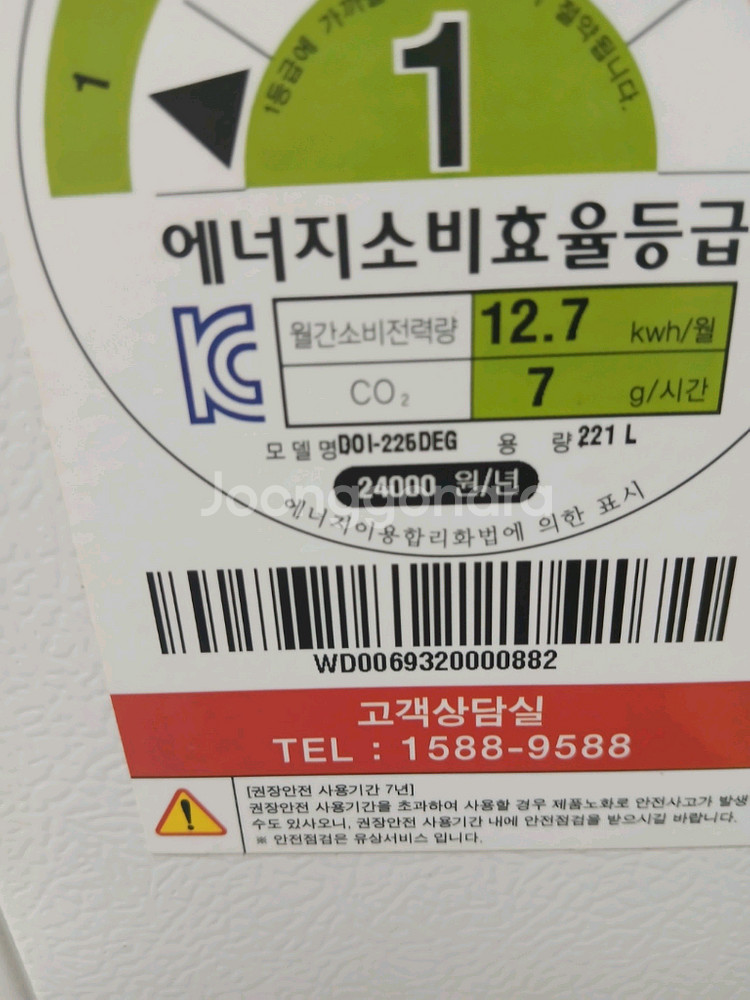 1등급에 가까 절약됩니다.
1
1
에너지소비효율등급
월간소비전력량 12.7 kwh/월
CO₂ 7 g/시간
모델명 DOI-225DEG 용량 221 L
24000 원/년
Joonggonara
에너지이용합리화법에 의한 표시
WD0069320000882
고객상담실
TEL : 1588-9588
[권장안전 사용기간 7년]
권장안전 사용기간을 초과하여 사용할 경우 제품노화로 안전사고가 발생
수도 있사오니, 권장안전 사용기간 내에 안전점검을 받으시길 바랍니다.
※ 안전점검은 유상서비스 입니다.